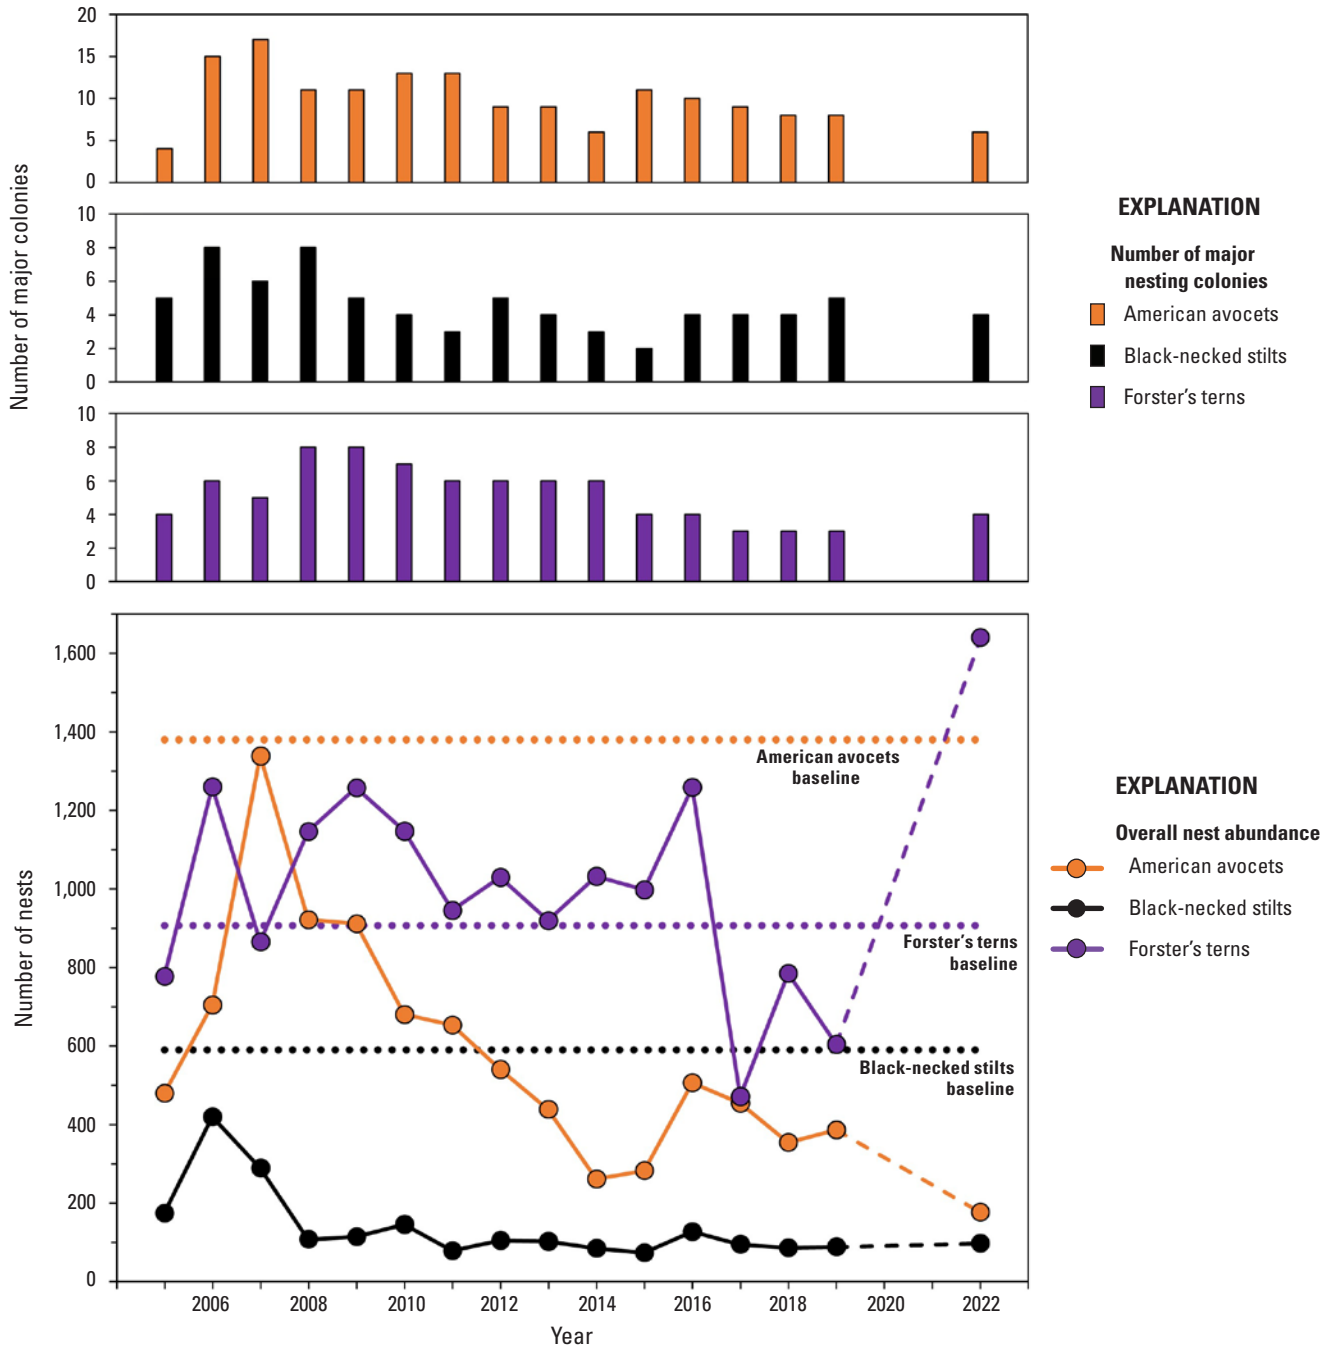 Number of major colonies
20
15
10
5
0
10
8
6
4
2
0
10
8
6
4
2
0
EXPLANATION
Number of major
nesting colonies
American avocets
Black-necked stilts
Forster's terns
Number of nests
1,600
1,400
1,200
1,000
800
600
400
200
0
American avocets
baseline
Forster's terns
baseline
Black-necked stilts
baseline
2006 2008 2010 2012 2014 2016 2018 2020 2022
Year
EXPLANATION
Overall nest abundance
American avocets
Black-necked stilts
Forster's terns